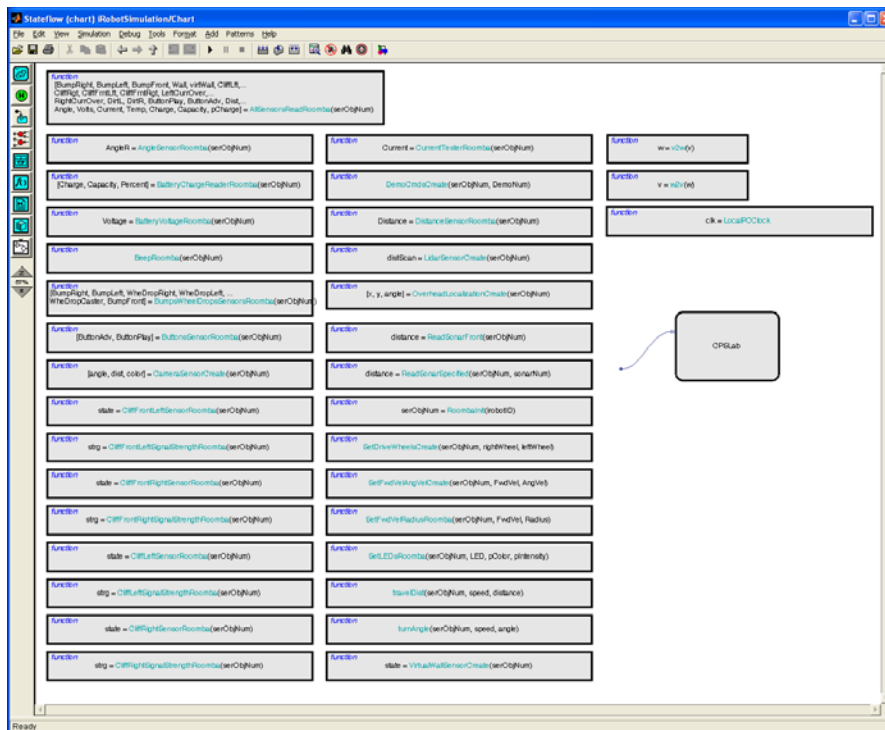 Stateflow (chart) iRobotSimulation/Chart
File Edit View Simulation Debug Tools Format Add Patterns Help
function
[BumpRight, BumpLeft, BumpFront, Wall, virtWall, CliffLft,...
CliffRgt, CliffFrntLft, CliffFrntRgt, LeftCurrOver,...
RightCurrOver, DirtL, DirtR, ButtonPlay, ButtonAdv, Dist,...
Angle, Volts, Current, Temp, Charge, Capacity, pCharge] = AllSensorsReadRoomba(serObjNum)
function
AngleR = AngleSensorRoomba(serObjNum)
function
Current = CurrentTesterRoomba(serObjNum)
function
w = v2w(v)
function
[Charge, Capacity, Percent] = BatteryChargeReaderRoomba(serObjNum)
function
DemoCmdsCreate(serObjNum, DemoNum)
function
v = w2v(w)
function
Voltage = BatteryVoltageRoomba(serObjNum)
function
Distance = DistanceSensorRoomba(serObjNum)
function
clk = LocalPCClock
function
BeepRoomba(serObjNum)
function
distScan = LidarSensorCreate(serObjNum)
function
[BumpRight, BumpLeft, WheDropRight, WheDropLeft, ...
WheDropCaster, BumpFront] = BumpsWheelDropsSensorsRoomba(serObjNum)
function
[x, y, angle] = OverheadLocalizationCreate(serObjNum)
function
[ButtonAdv, ButtonPlay] = ButtonsSensorRoomba(serObjNum)
function
distance = ReadSonarFront(serObjNum)
CPSLab
function
[angle, dist, color] = CameraSensorCreate(serObjNum)
function
distance = ReadSonarSpecified(serObjNum, sonarNum)
function
state = CliffFrontLeftSensorRoomba(serObjNum)
function
serObjNum = RoombaInit(irobotID)
function
strg = CliffFrontLeftSignalStrengthRoomba(serObjNum)
function
SetDriveWheelsCreate(serObjNum, rightWheel, leftWheel)
function
state = CliffFrontRightSensorRoomba(serObjNum)
function
SetFwdVelAngVelCreate(serObjNum, FwdVel, AngVel)
function
strg = CliffFrontRightSignalStrengthRoomba(serObjNum)
function
SetFwdVelRadiusRoomba(serObjNum, FwdVel, Radius)
function
state = CliffLeftSensorRoomba(serObjNum)
function
SetLEDsRoomba(serObjNum, LED, pColor, pIntensity)
function
strg = CliffLeftSignalStrengthRoomba(serObjNum)
function
travelDist(serObjNum, speed, distance)
function
state = CliffRightSensorRoomba(serObjNum)
function
turnAngle(serObjNum, speed, angle)
function
strg = CliffRightSignalStrengthRoomba(serObjNum)
function
state = VirtualWallSensorCreate(serObjNum)
Ready